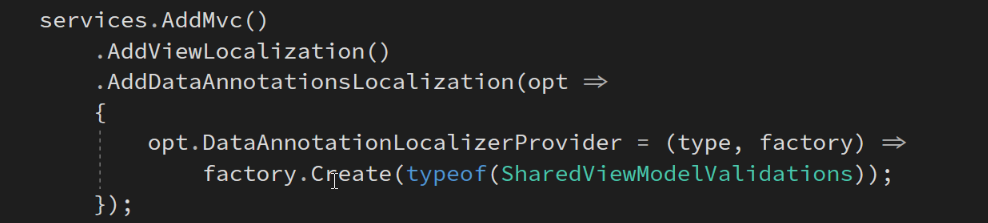 services.AddMvc()
.AddViewLocalization()
.AddDataAnnotationsLocalization(opt =>
{
opt.DataAnnotationLocalizerProvider = (type, factory) =>
factory.Create(typeof(SharedViewModelValidations));
});